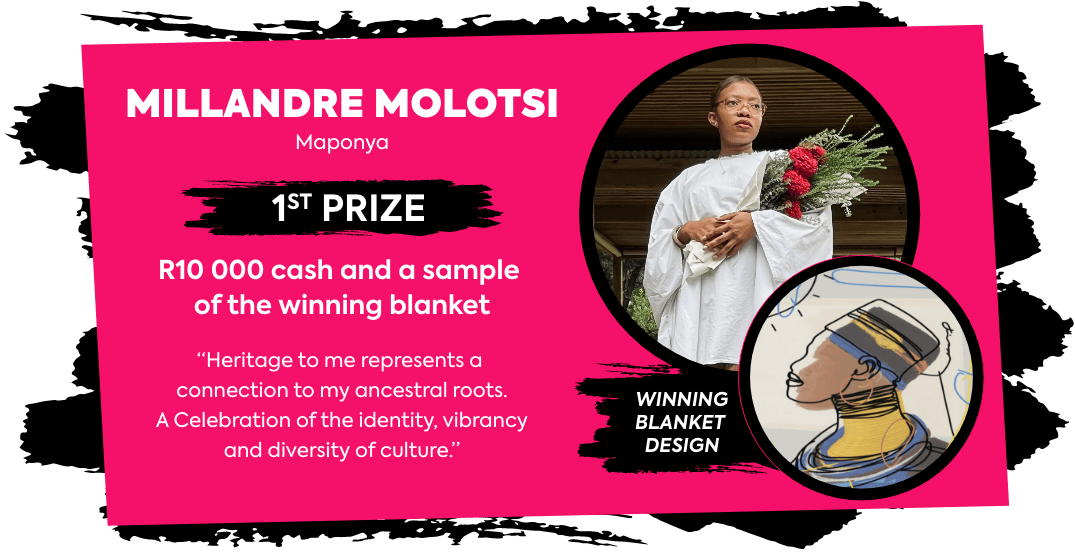 MILLANDRE MOLOTSI
Maponya
1ST PRIZE
R10 000 cash and a sample
of the winning blanket
“Heritage to me represents a
connection to my ancestral roots.
A Celebration of the identity, vibrancy
and diversity of culture.”
WINNING
BLANKET
DESIGN